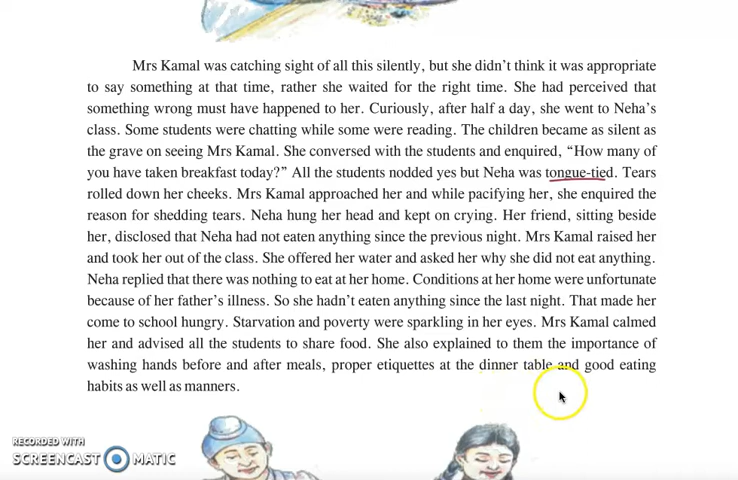 Mrs Kamal was catching sight of all this silently, but she didn't think it was appropriate
to say something at that time, rather she waited for the right time. She had perceived that
something wrong must have happened to her. Curiously, after half a day, she went to Neha's
class. Some students were chatting while some were reading. The children became as silent as
the grave on seeing Mrs Kamal. She conversed with the students and enquired, “How many of
you have taken breakfast today?” All the students nodded yes but Neha was tongue-tied. Tears
rolled down her cheeks. Mrs Kamal approached her and while pacifying her, she enquired the
reason for shedding tears. Neha hung her head and kept on crying. Her friend, sitting beside
her, disclosed that Neha had not eaten anything since the previous night. Mrs Kamal raised her
and took her out of the class. She offered her water and asked her why she did not eat anything.
Neha replied that there was nothing to eat at her home. Conditions at her home were unfortunate
because of her father's illness. So she hadn't eaten anything since the last night. That made her
come to school hungry. Starvation and poverty were sparkling in her eyes. Mrs Kamal calmed
her and advised all the students to share food. She also explained to them the importance of
washing hands before and after meals, proper etiquettes at the dinner table and good eating
habits as well as manners.
RECORDED WITH
SCREENCAST MATIC